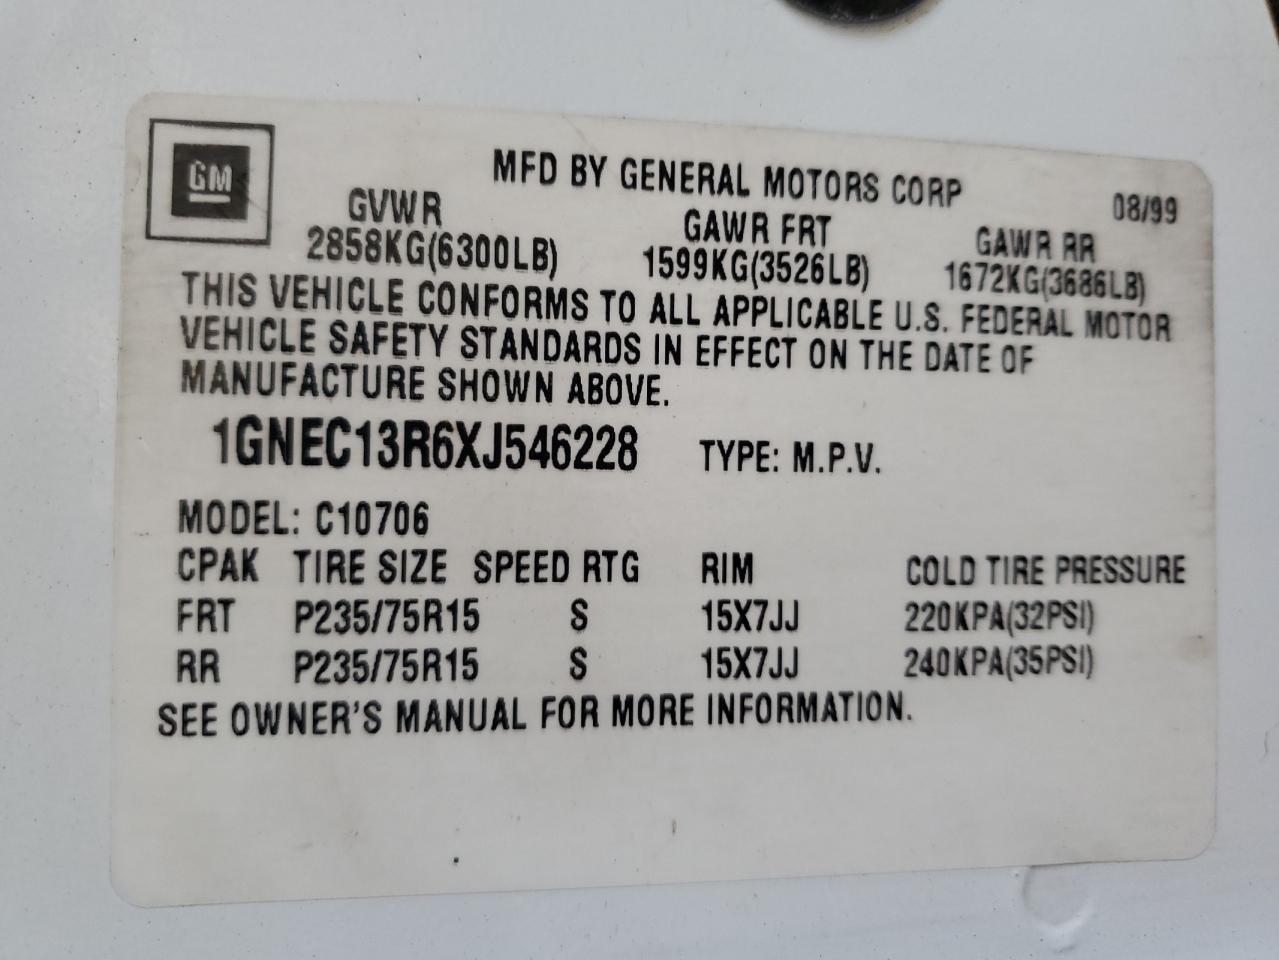 GM
MFD BY GENERAL MOTORS CORP
08/99
GVWR GAWR FRT GAWR RR
2858KG(6300LB) 1599KG(3526LB) 1672KG(3686LB)
THIS VEHICLE CONFORMS TO ALL APPLICABLE U.S. FEDERAL MOTOR
VEHICLE SAFETY STANDARDS IN EFFECT ON THE DATE OF
MANUFACTURE SHOWN ABOVE.
1GNEC13R6XJ546228 TYPE: M.P.V.
MODEL: C10706
CPAK TIRE SIZE SPEED RTG RIM COLD TIRE PRESSURE
FRT P235/75R15 S 15X7JJ 220KPA(32PSI)
RR P235/75R15 S 15X7JJ 240KPA(35PSI)
SEE OWNER'S MANUAL FOR MORE INFORMATION.